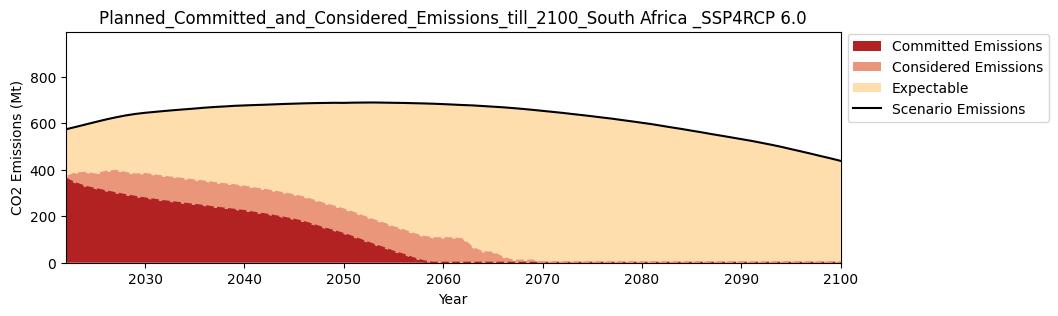 Planned_Committed_and_Considered_Emissions_till_2100_South Africa _SSP4RCP 6.0
Committed Emissions
Considered Emissions
Expectable
Scenario Emissions
CO2 Emissions (Mt)
800
600
400
200
0
2030 2040 2050 2060 2070 2080 2090 2100
Year